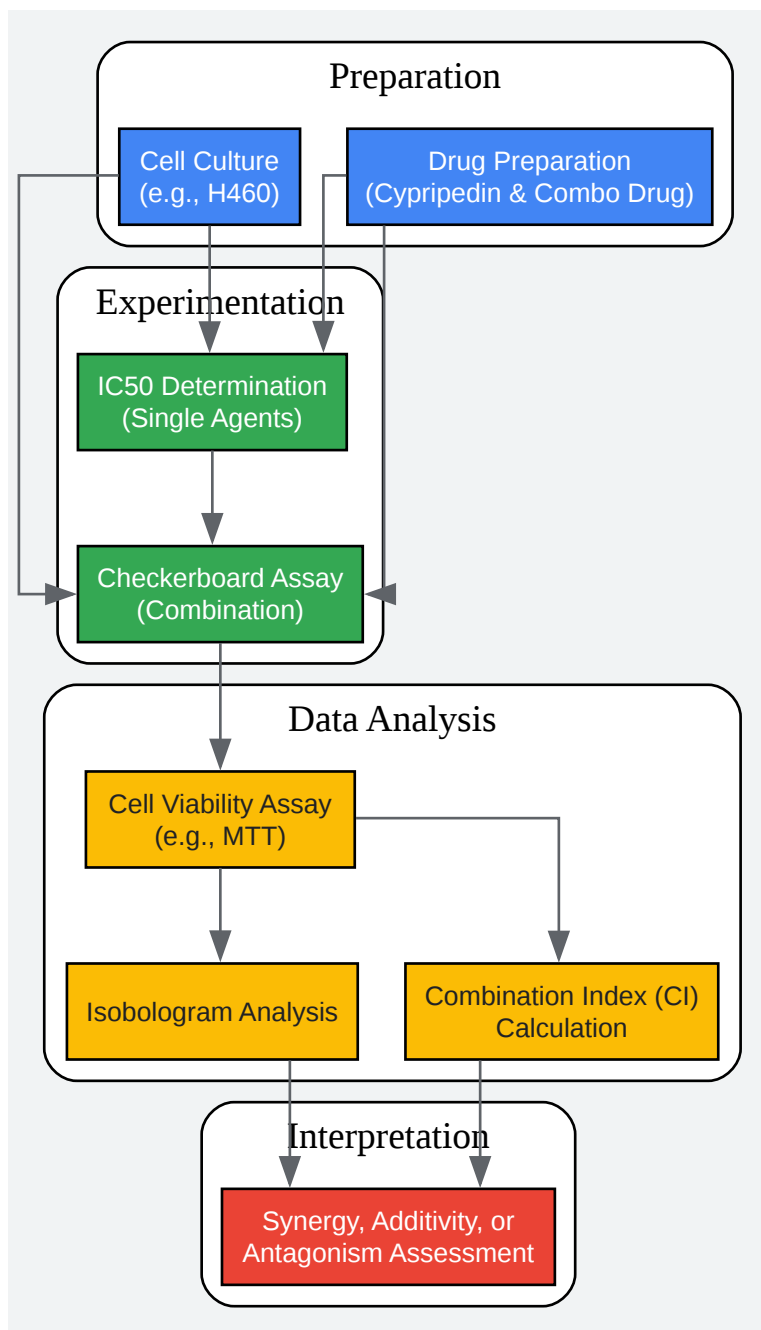 Preparation
Cell Culture
(e.g., H460)
Drug Preparation
(Cypripedin & Combo Drug)
Experimentation
IC50 Determination
(Single Agents)
Checkerboard Assay
(Combination)
Data Analysis
Cell Viability Assay
(e.g., MTT)
Isobologram Analysis
Combination Index (CI)
Calculation
Interpretation
Synergy, Additivity, or
Antagonism Assessment